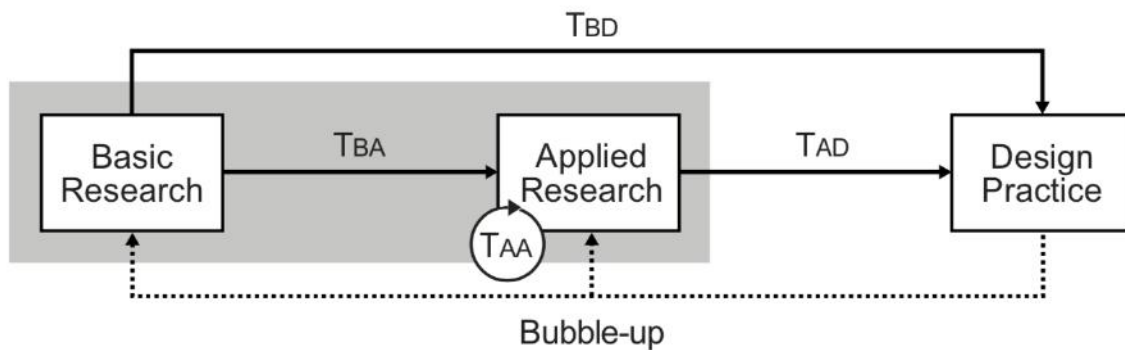 TBD
Basic
Research
TBA
Applied
Research
TAD
Design
Practice
TAA
Bubble-up